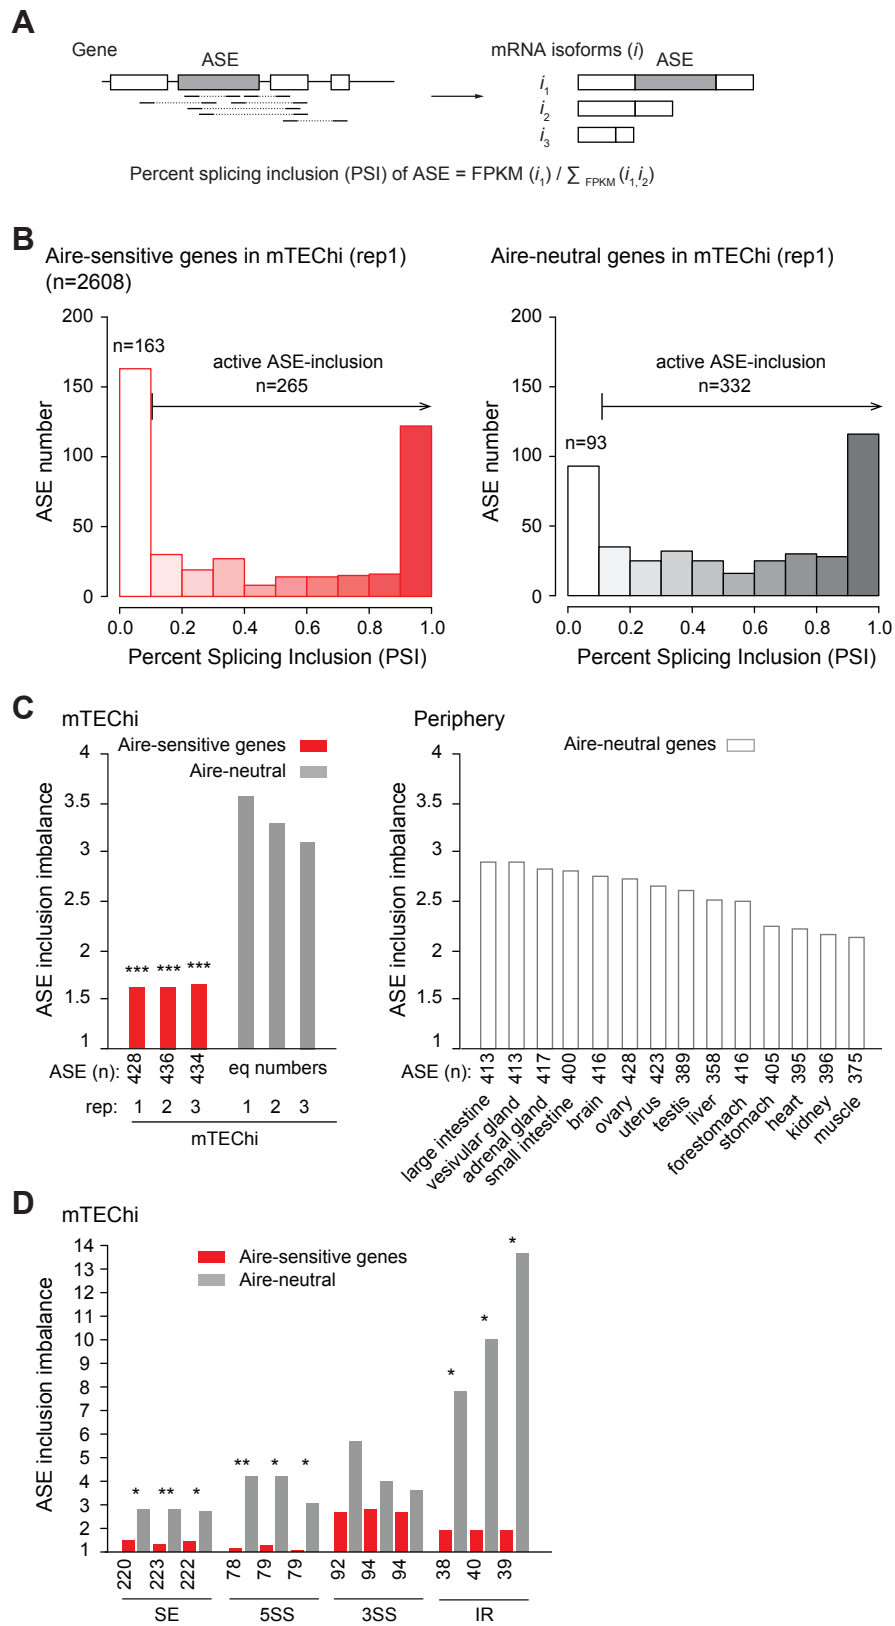 A
Gene
ASE
mRNA isoforms (i)
ASE
i1
i2
i3
Percent splicing inclusion (PSI) of ASE = FPKM (i1) / ∑ FPKM (i1,i2)
B
Aire-sensitive genes in mTEChi (rep1)
(n=2608)
Aire-neutral genes in mTEChi (rep1)
200
150
100
50
0
ASE number
n=163
active ASE-inclusion
n=265
0.0 0.2 0.4 0.6 0.8 1.0
Percent Splicing Inclusion (PSI)
200
150
100
50
0
ASE number
n=93
active ASE-inclusion
n=332
0.0 0.2 0.4 0.6 0.8 1.0
Percent Splicing Inclusion (PSI)
C
mTEChi
Aire-sensitive genes
Aire-neutral
4
3.5
3
2.5
2
1.5
1
ASE inclusion imbalance
*** *** ***
ASE (n): 428 436 434 eq numbers
rep: 1 2 3 1 2 3
mTEChi
Periphery
Aire-neutral genes
4
3.5
3
2.5
2
1.5
1
ASE inclusion imbalance
ASE (n): 413 413 417 400 416 428 423 389 358 416 405 395 396 375
large intestine
vesivular gland
adrenal gland
small intestine
brain
ovary
uterus
testis
liver
forestomach
stomach
heart
kidney
muscle
D
mTEChi
Aire-sensitive genes
Aire-neutral
14
13
12
11
10
9
8
7
6
5
4
3
2
1
ASE inclusion imbalance
* ** * ** * * * * *
220 223 222 78 79 79 92 94 94 38 40 39
SE 5SS 3SS IR